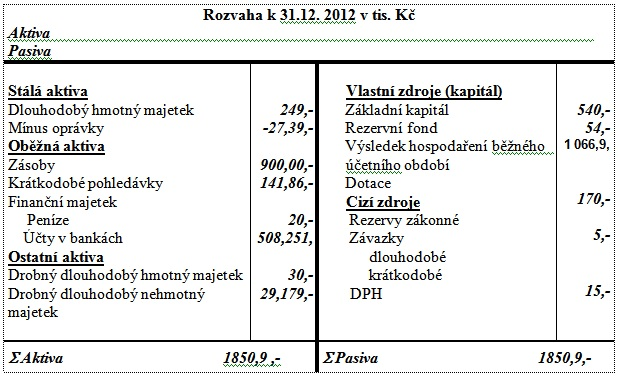 Rozvaha k 31.12. 2012 v tis. Kč
Aktiva
Pasiva
Stálá aktiva
Dlouhodobý hmotný majetek 249,-
Mínus oprávky -27,39,-
Oběžná aktiva
Zásoby 900,00,-
Krátkodobé pohledávky 141,86,-
Finanční majetek
Peníze 20,-
Účty v bankách 508,251,
Ostatní aktiva
Drobný dlouhodobý hmotný majetek 30,-
Drobný dlouhodobý nehmotný 29,179,-
majetek
ΣAktiva 1850,9 ,-
Vlastní zdroje (kapitál)
Základní kapitál 540,-
Rezervní fond 54,-
Výsledek hospodaření běžného 1 066,9,
účetního období
Dotace
Cizí zdroje 170,-
Rezervy zákonné
Závazky 5,-
dlouhodobé
krátkodobé
DPH 15,-
ΣPasiva 1850,9,-